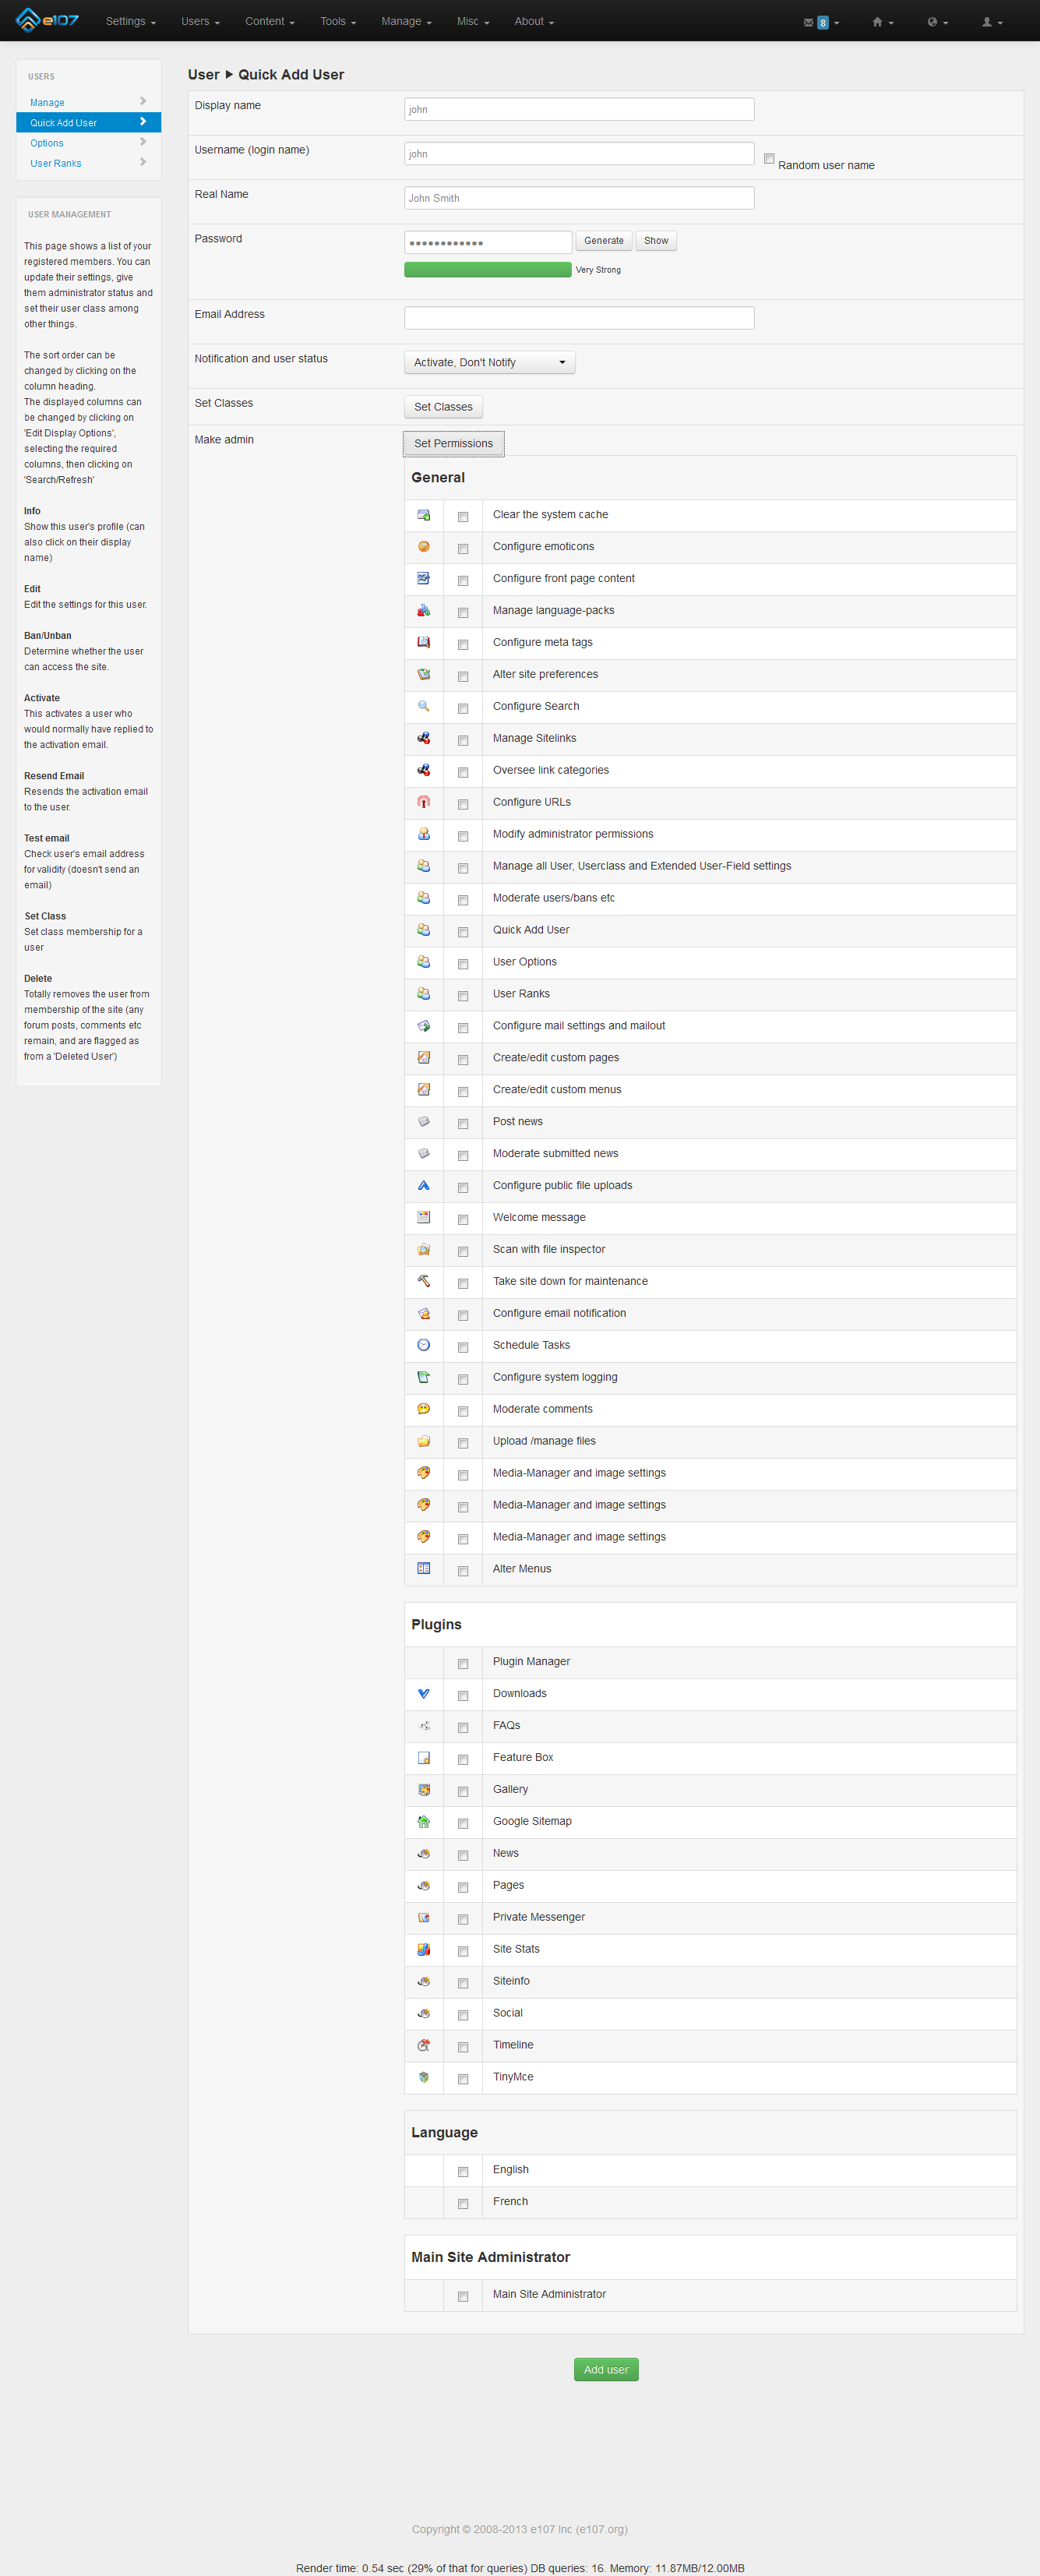 e107 Settings Users Content Tools Manage Misc About 8
USERS
Manage
Quick Add User
Options
User Ranks
USER MANAGEMENT
This page shows a list of your
registered members. You can
update their settings, give
them administrator status and
set their user class among
other things.
The sort order can be
changed by clicking on the
column heading.
The displayed columns can
be changed by clicking on
'Edit Display Options',
selecting the required
columns, then clicking on
'Search/Refresh'
Info
Show this user's profile (can
also click on their display
name)
Edit
Edit the settings for this user.
Ban/Unban
Determine whether the user
can access the site.
Activate
This activates a user who
would normally have replied to
the activation email.
Resend Email
Resends the activation email
to the user.
Test email
Check user's email address
for validity (doesn't send an
email)
Set Class
Set class membership for a
user
Delete
Totally removes the user from
membership of the site (any
forum posts, comments etc
remain, and are flagged as
from a 'Deleted User')
User Quick Add User
Display name john
Username (login name) john Random user name
Real Name John Smith
Password Generate Show
Very Strong
Email Address
Notification and user status Activate, Don't Notify
Set Classes Set Classes
Make admin Set Permissions
General
Clear the system cache
Configure emoticons
Configure front page content
Manage language-packs
Configure meta tags
Alter site preferences
Configure Search
Manage Sitelinks
Oversee link categories
Configure URLs
Modify administrator permissions
Manage all User, Userclass and Extended User-Field settings
Moderate users/bans etc
Quick Add User
User Options
User Ranks
Configure mail settings and mailout
Create/edit custom pages
Create/edit custom menus
Post news
Moderate submitted news
Configure public file uploads
Welcome message
Scan with file inspector
Take site down for maintenance
Configure email notification
Schedule Tasks
Configure system logging
Moderate comments
Upload /manage files
Media-Manager and image settings
Media-Manager and image settings
Media-Manager and image settings
Alter Menus
Plugins
Plugin Manager
Downloads
FAQs
Feature Box
Gallery
Google Sitemap
News
Pages
Private Messenger
Site Stats
Siteinfo
Social
Timeline
TinyMce
Language
English
French
Main Site Administrator
Main Site Administrator
Add user
Copyright © 2008-2013 e107 Inc (e107.org)
Render time: 0.54 sec (29% of that for queries) DB queries: 16. Memory: 11.87MB/12.00MB